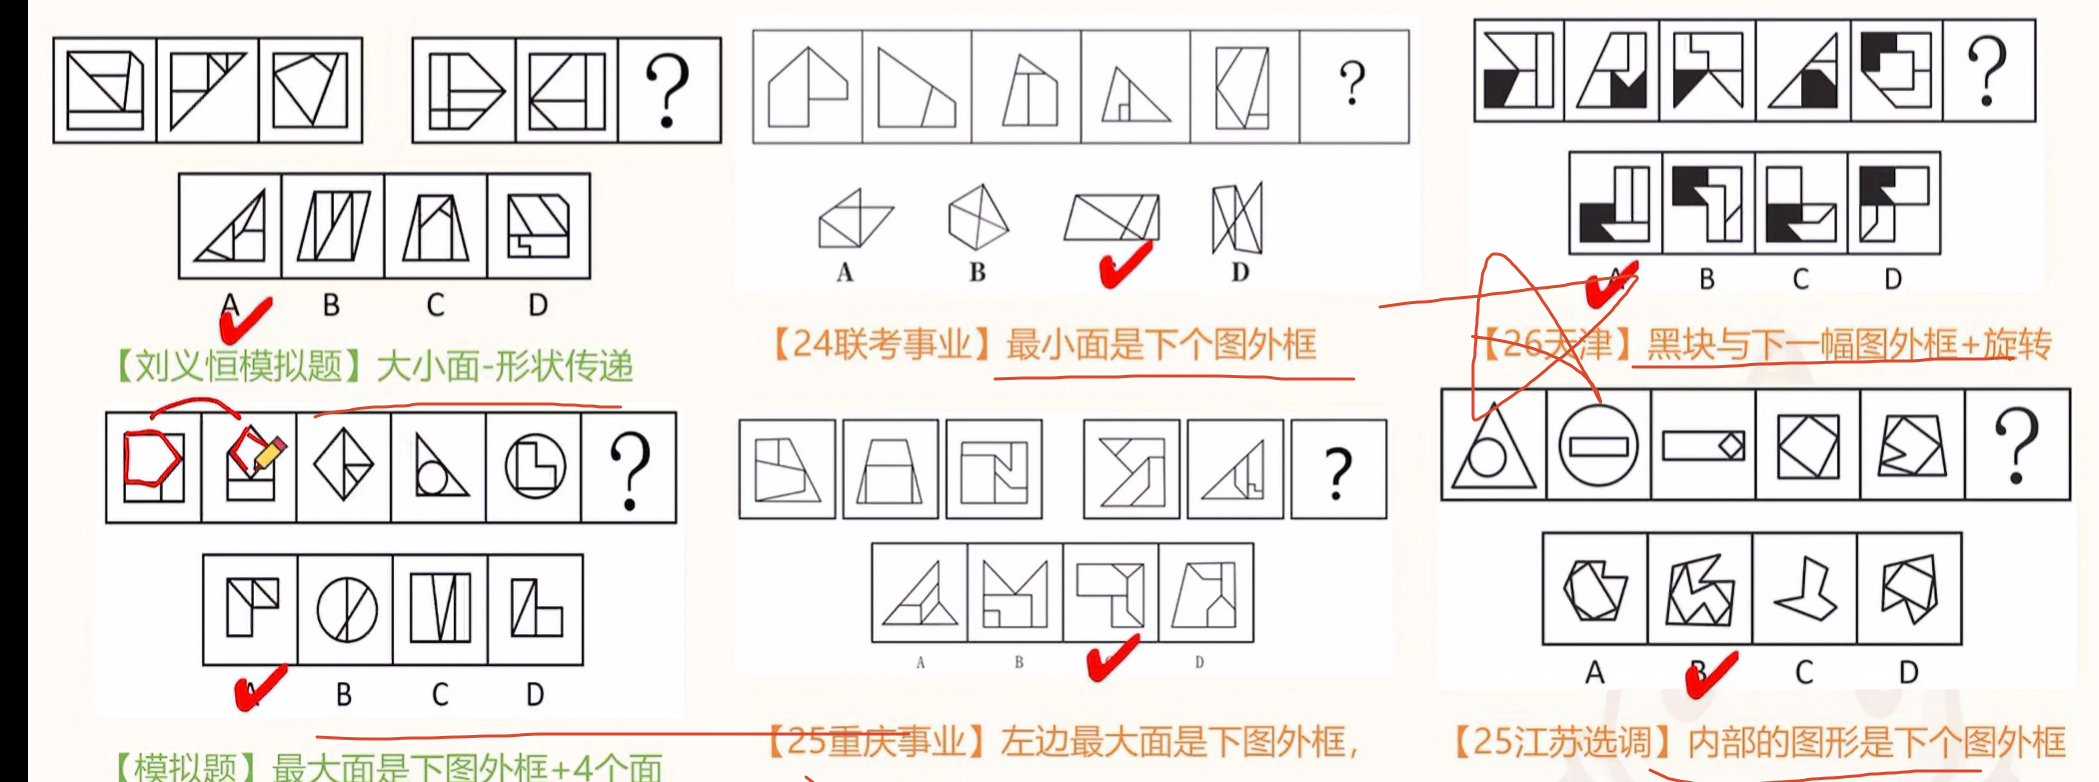 ?
A B C D
【刘义恒模拟题】大小面-形状传递
?
A B D
【24联考事业】最小面是下个图外框
?
A B C D
【26天津】黑块与下一幅图外框+旋转
?
A B C D
【模拟题】最大面是下图外框+4个面
?
A B D
【25重庆事业】左边最大面是下图外框，
?
A B C D
【25江苏选调】内部的图形是下个图外框